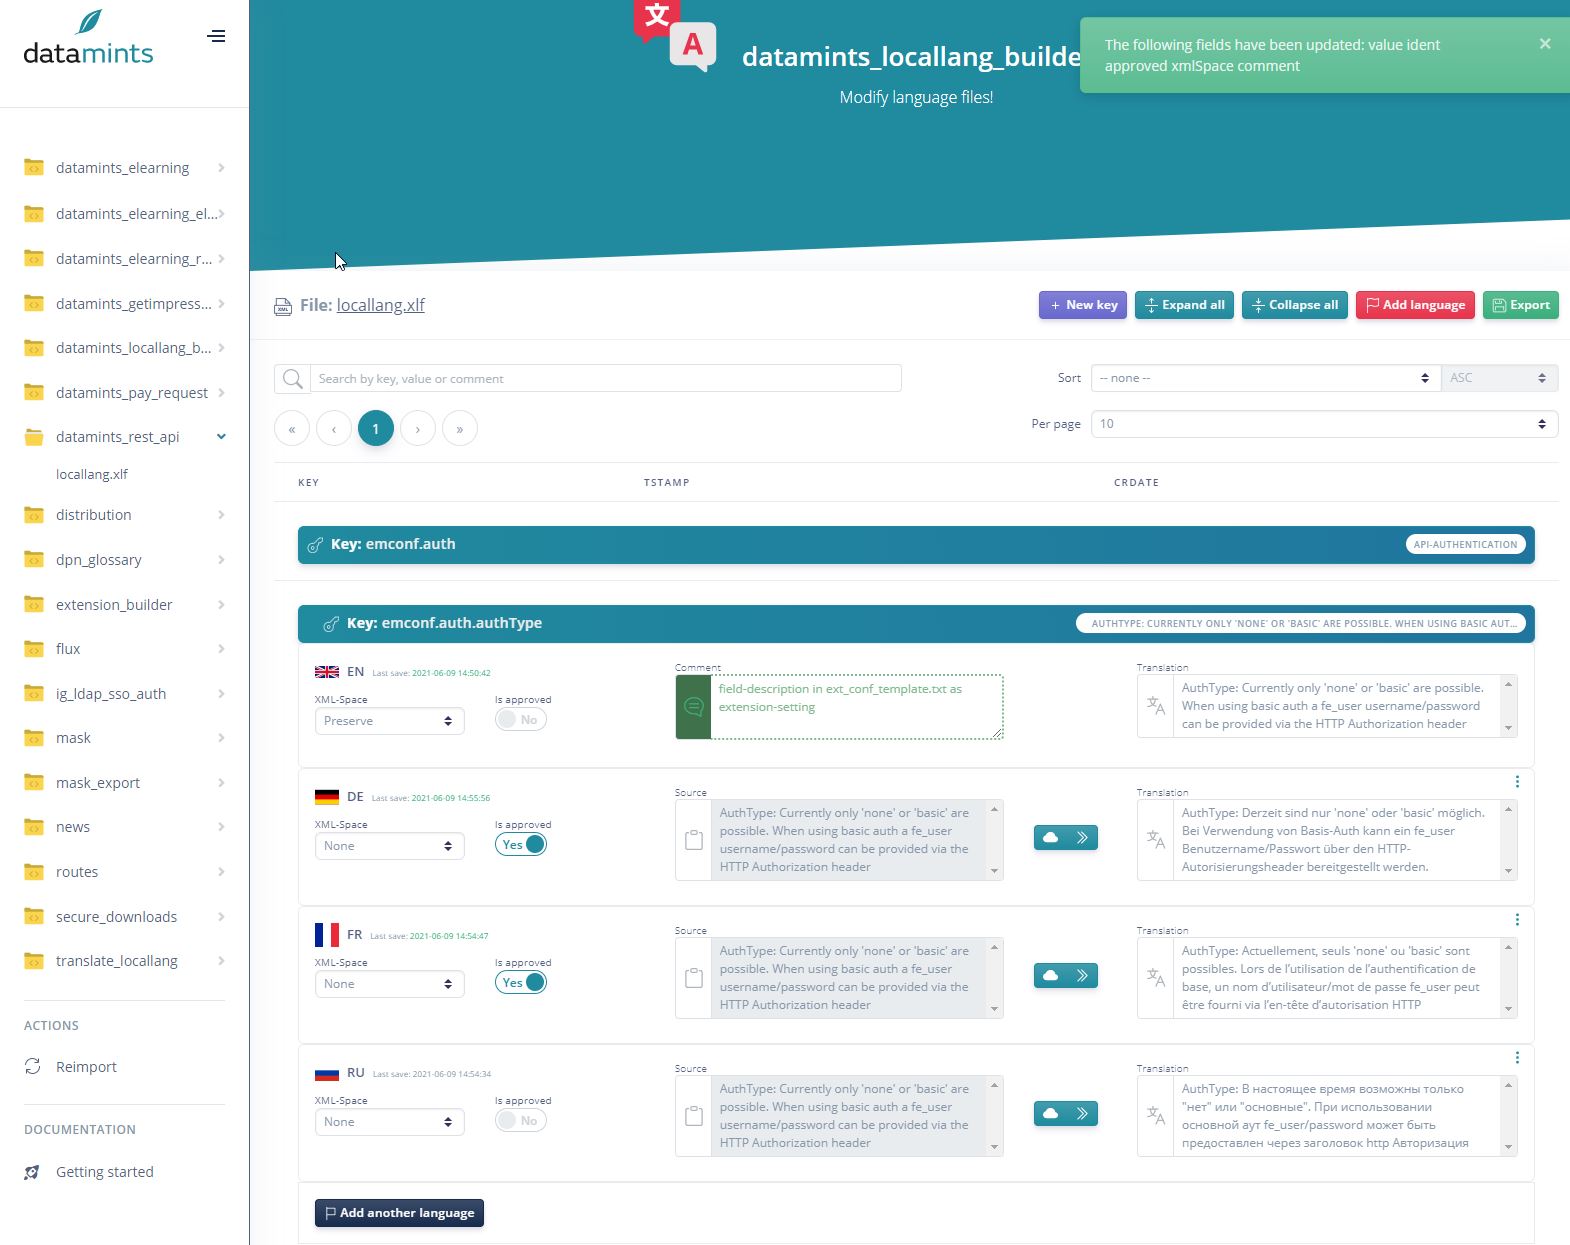 datamints
datamints_elearning
datamints_elearning_el...
datamints_elearning_r...
datamints_getimpress...
datamints_locallang_b...
datamints_pay_request
datamints_rest_api
locallang.xlf
distribution
dpn_glossary
extension_builder
flux
ig_ldap_sso_auth
mask
mask_export
news
routes
secure_downloads
translate_locallang
ACTIONS
Reimport
DOCUMENTATION
Getting started
文
A
datamints_locallang_builde
Modify language files!
The following fields have been updated: value ident
approved xmlSpace comment
×
XML
File: locallang.xlf
+ New key
Expand all
Collapse all
Add language
Export
Search by key, value or comment
Sort
-- none --
ASC
« ‹ 1 › »
Per page
10
KEY TSTAMP CRDATE
Key: emconf.auth
API-AUTHENTICATION
Key: emconf.auth.authType
AUTHTYPE: CURRENTLY ONLY 'NONE' OR 'BASIC' ARE POSSIBLE. WHEN USING BASIC AUT...
EN Last save: 2021-06-09 14:50:42
XML-Space
Preserve
Is approved
No
Comment
field-description in ext_conf_template.txt as
extension-setting
Translation
AuthType: Currently only 'none' or 'basic' are possible.
When using basic auth a fe_user username/password
can be provided via the HTTP Authorization header
DE Last save: 2021-06-09 14:55:56
XML-Space
None
Is approved
Yes
Source
AuthType: Currently only 'none' or 'basic' are
possible. When using basic auth a fe_user
username/password can be provided via the
HTTP Authorization header
Translation
AuthType: Derzeit sind nur 'none' oder 'basic' möglich.
Bei Verwendung von Basis-Auth kann ein fe_user
Benutzername/Passwort über den HTTP-
Autorisierungsheader bereitgestellt werden.
FR Last save: 2021-06-09 14:54:47
XML-Space
None
Is approved
Yes
Source
AuthType: Currently only 'none' or 'basic' are
possible. When using basic auth a fe_user
username/password can be provided via the
HTTP Authorization header
Translation
AuthType: Actuellement, seuls 'none' ou 'basic' sont
possibles. Lors de l'utilisation de l'authentification de
base, un nom d'utilisateur/mot de passe fe_user peut
être fourni via l'en-tête d'autorisation HTTP
RU Last save: 2021-06-09 14:54:34
XML-Space
None
Is approved
No
Source
AuthType: Currently only 'none' or 'basic' are
possible. When using basic auth a fe_user
username/password can be provided via the
HTTP Authorization header
Translation
AuthType: В настоящее время возможны только
"нет" или "основные". При использовании
основной аут fe_user/password может быть
предоставлен через заголовок http Авторизация
Add another language